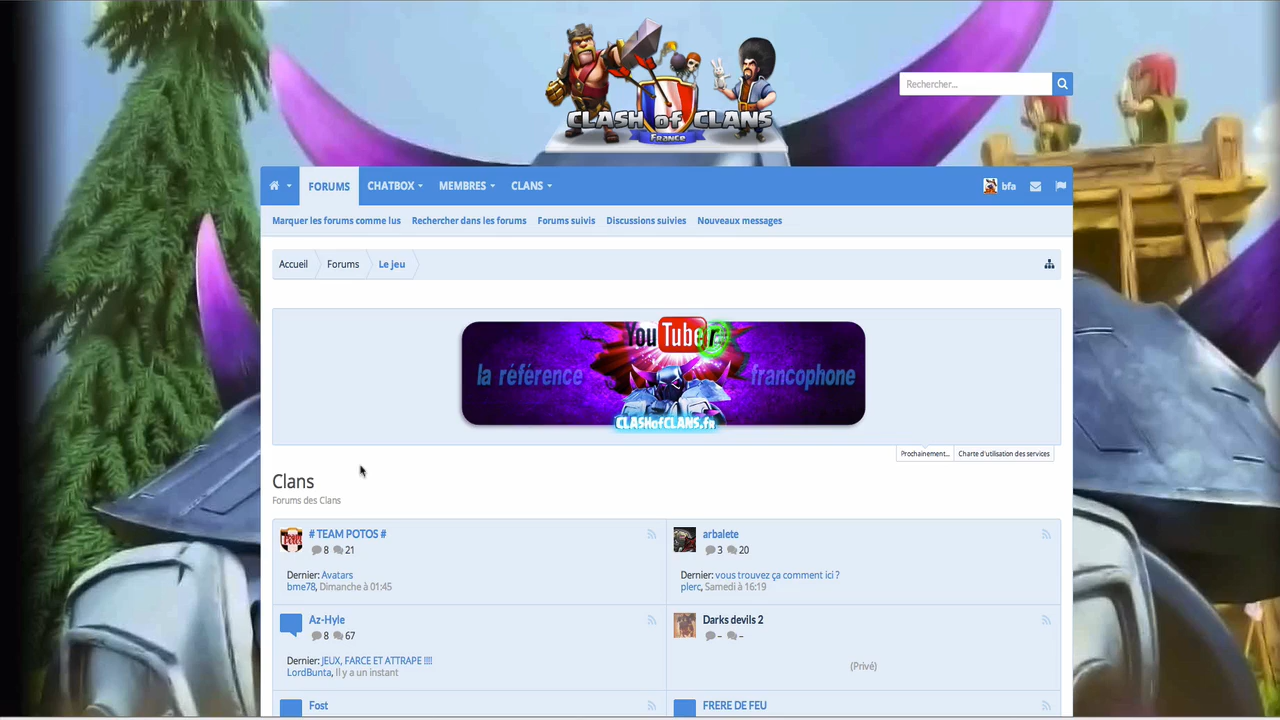 CLASH of CLANS
France
Rechercher...
FORUMS CHATBOX MEMBRES CLANS bfa
Marquer les forums comme lus Rechercher dans les forums Forums suivis Discussions suivies Nouveaux messages
Accueil Forums Le jeu
YouTuber
la référence francophone
CLASHofCLANS.fr
Prochainement... Charte d'utilisation des services
Clans
Forums des Clans
# TEAM POTOS #
8 21
Dernier: Avatars
bme78, Dimanche à 01:45
arbalete
3 20
Dernier: vous trouvez ça comment ici ?
plerc, Samedi à 16:19
Az-Hyle
8 67
Dernier: JEUX, FARCE ET ATTRAPE !!!!
LordBunta, Il y a un instant
Darks devils 2
– –
(Privé)
Fost
FRERE DE FEU